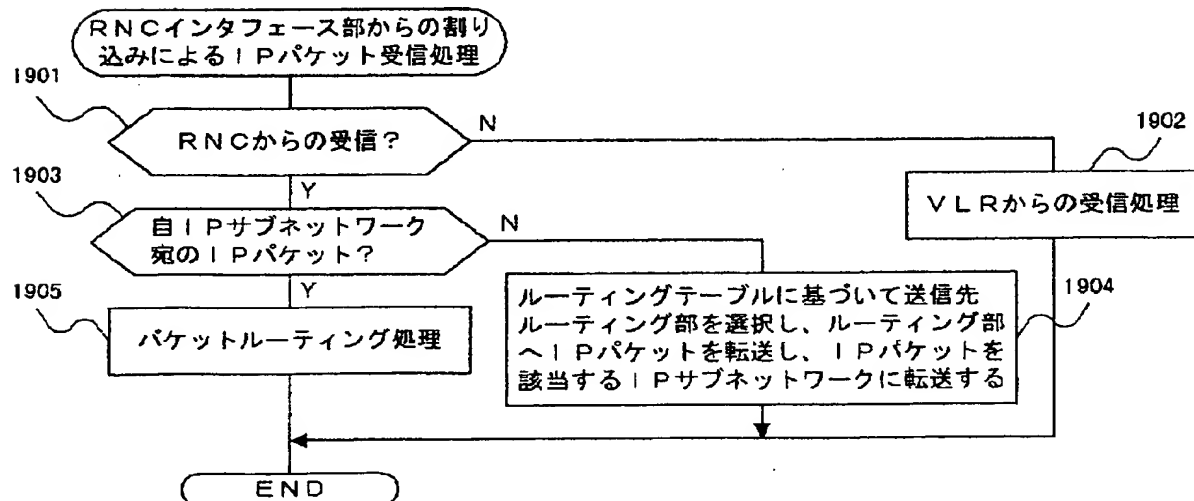 RNCインタフェース部からの割り
込みによるIPパケット受信処理
1901
RNCからの受信?
N
1902
Y
VLRからの受信処理
1903
自IPサブネットワーク
宛のIPパケット?
N
Y
1904
ルーティングテーブルに基づいて送信先
ルーティング部を選択し、ルーティング部
へIPパケットを転送し、IPパケットを
該当するIPサブネットワークに転送する
1905
パケットルーティング処理
END